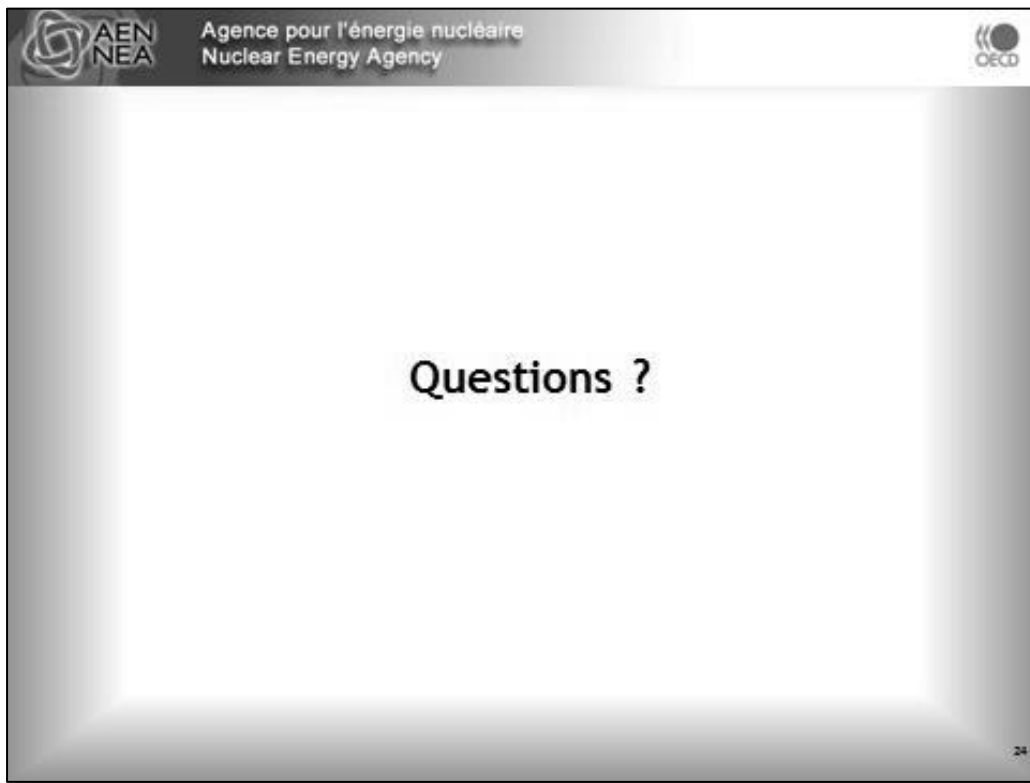 AEN
NEA
Agence pour l'énergie nucléaire
Nuclear Energy Agency
OECD
Questions ?
24